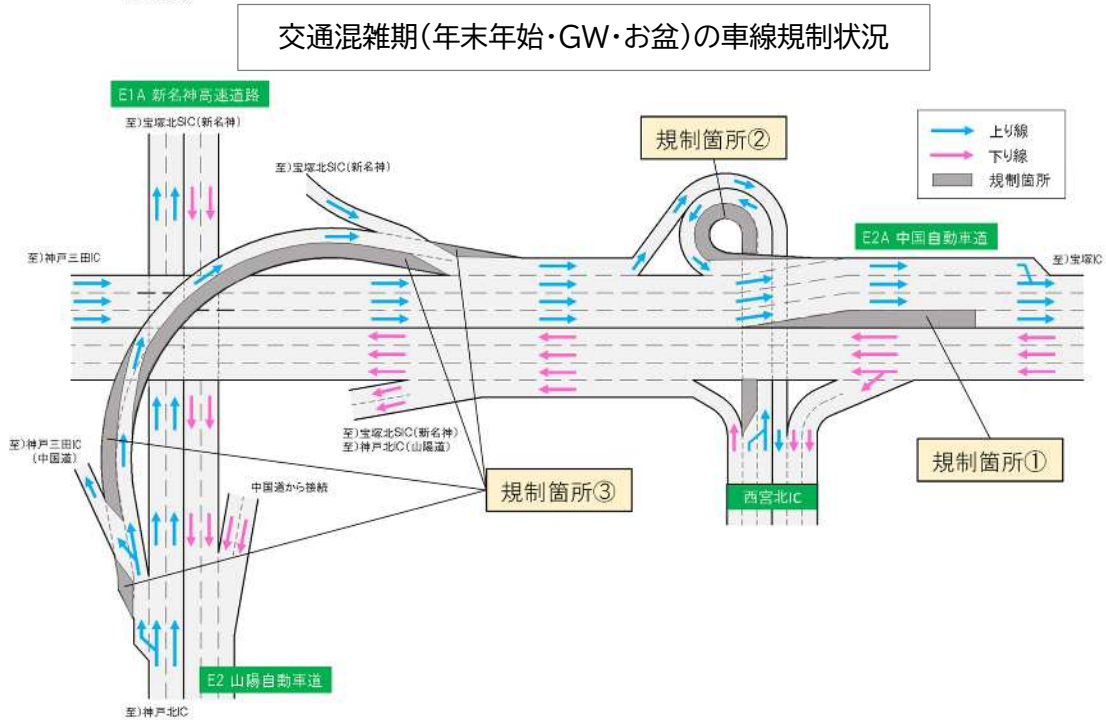 交通混雑期(年末年始・GW・お盆)の車線規制状況
E1A 新名神高速道路
至)宝塚北SIC(新名神)
至)宝塚北SIC(新名神)
規制箇所②
上り線
下り線
規制箇所
E2A 中国自動車道
至)神戸三田IC
至)宝塚IC
至)宝塚北SIC(新名神)
至)神戸北IC(山陽道)
至)神戸三田IC
(中国道)
中国道から接続
規制箇所③
規制箇所①
西宮北IC
E2 山陽自動車道
至)神戸北IC